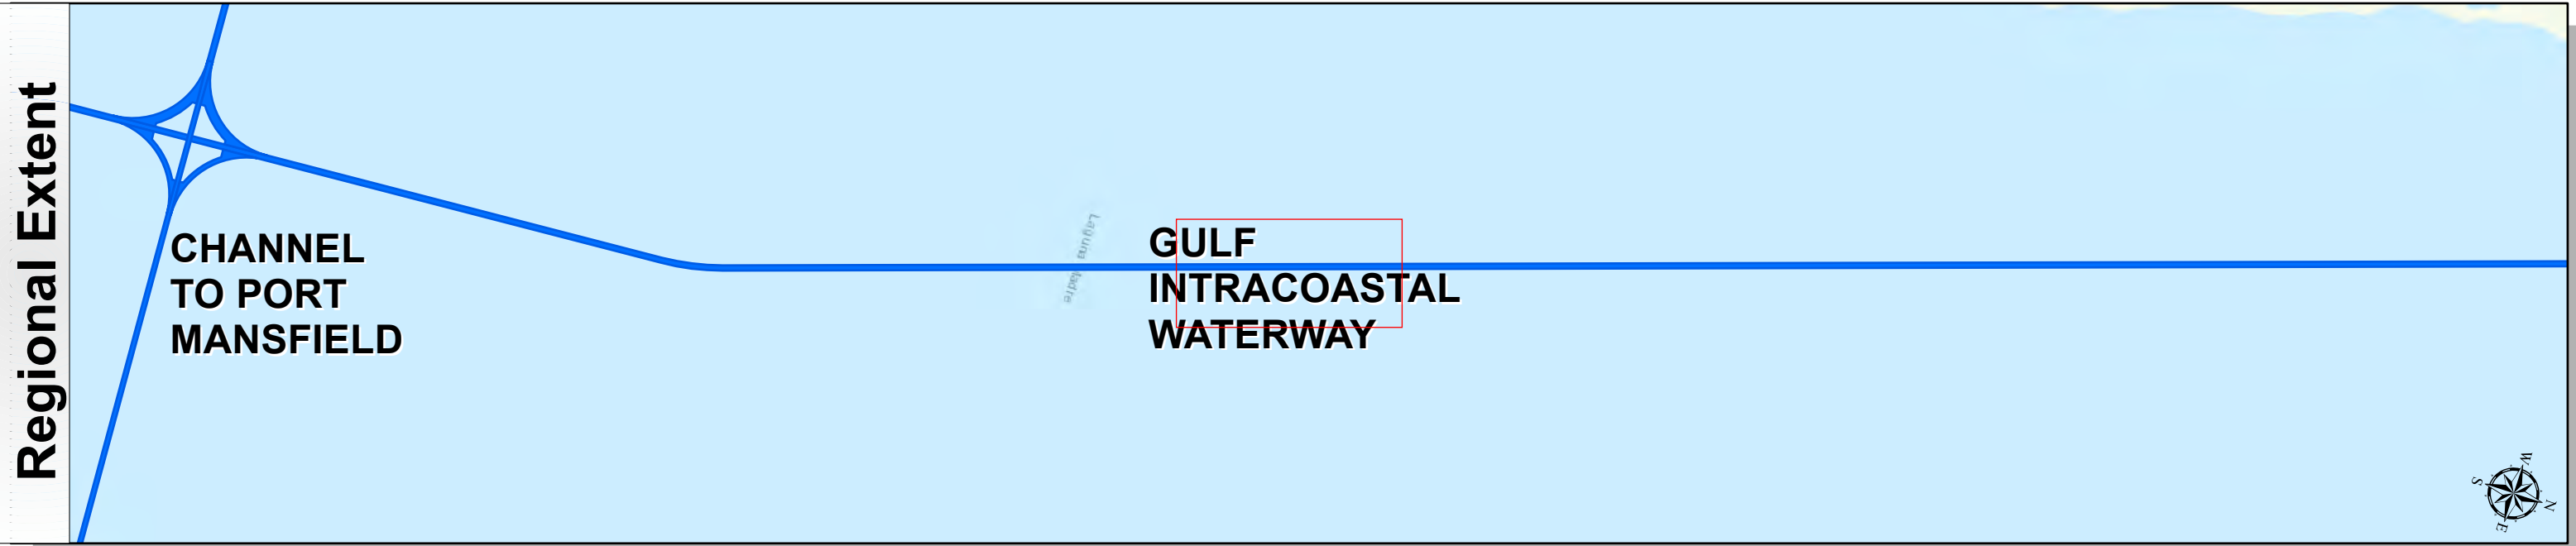 Regional Extent
CHANNEL
TO PORT
MANSFIELD
Laguna Madre
GULF
INTRACOASTAL
WATERWAY
W
S
N
E